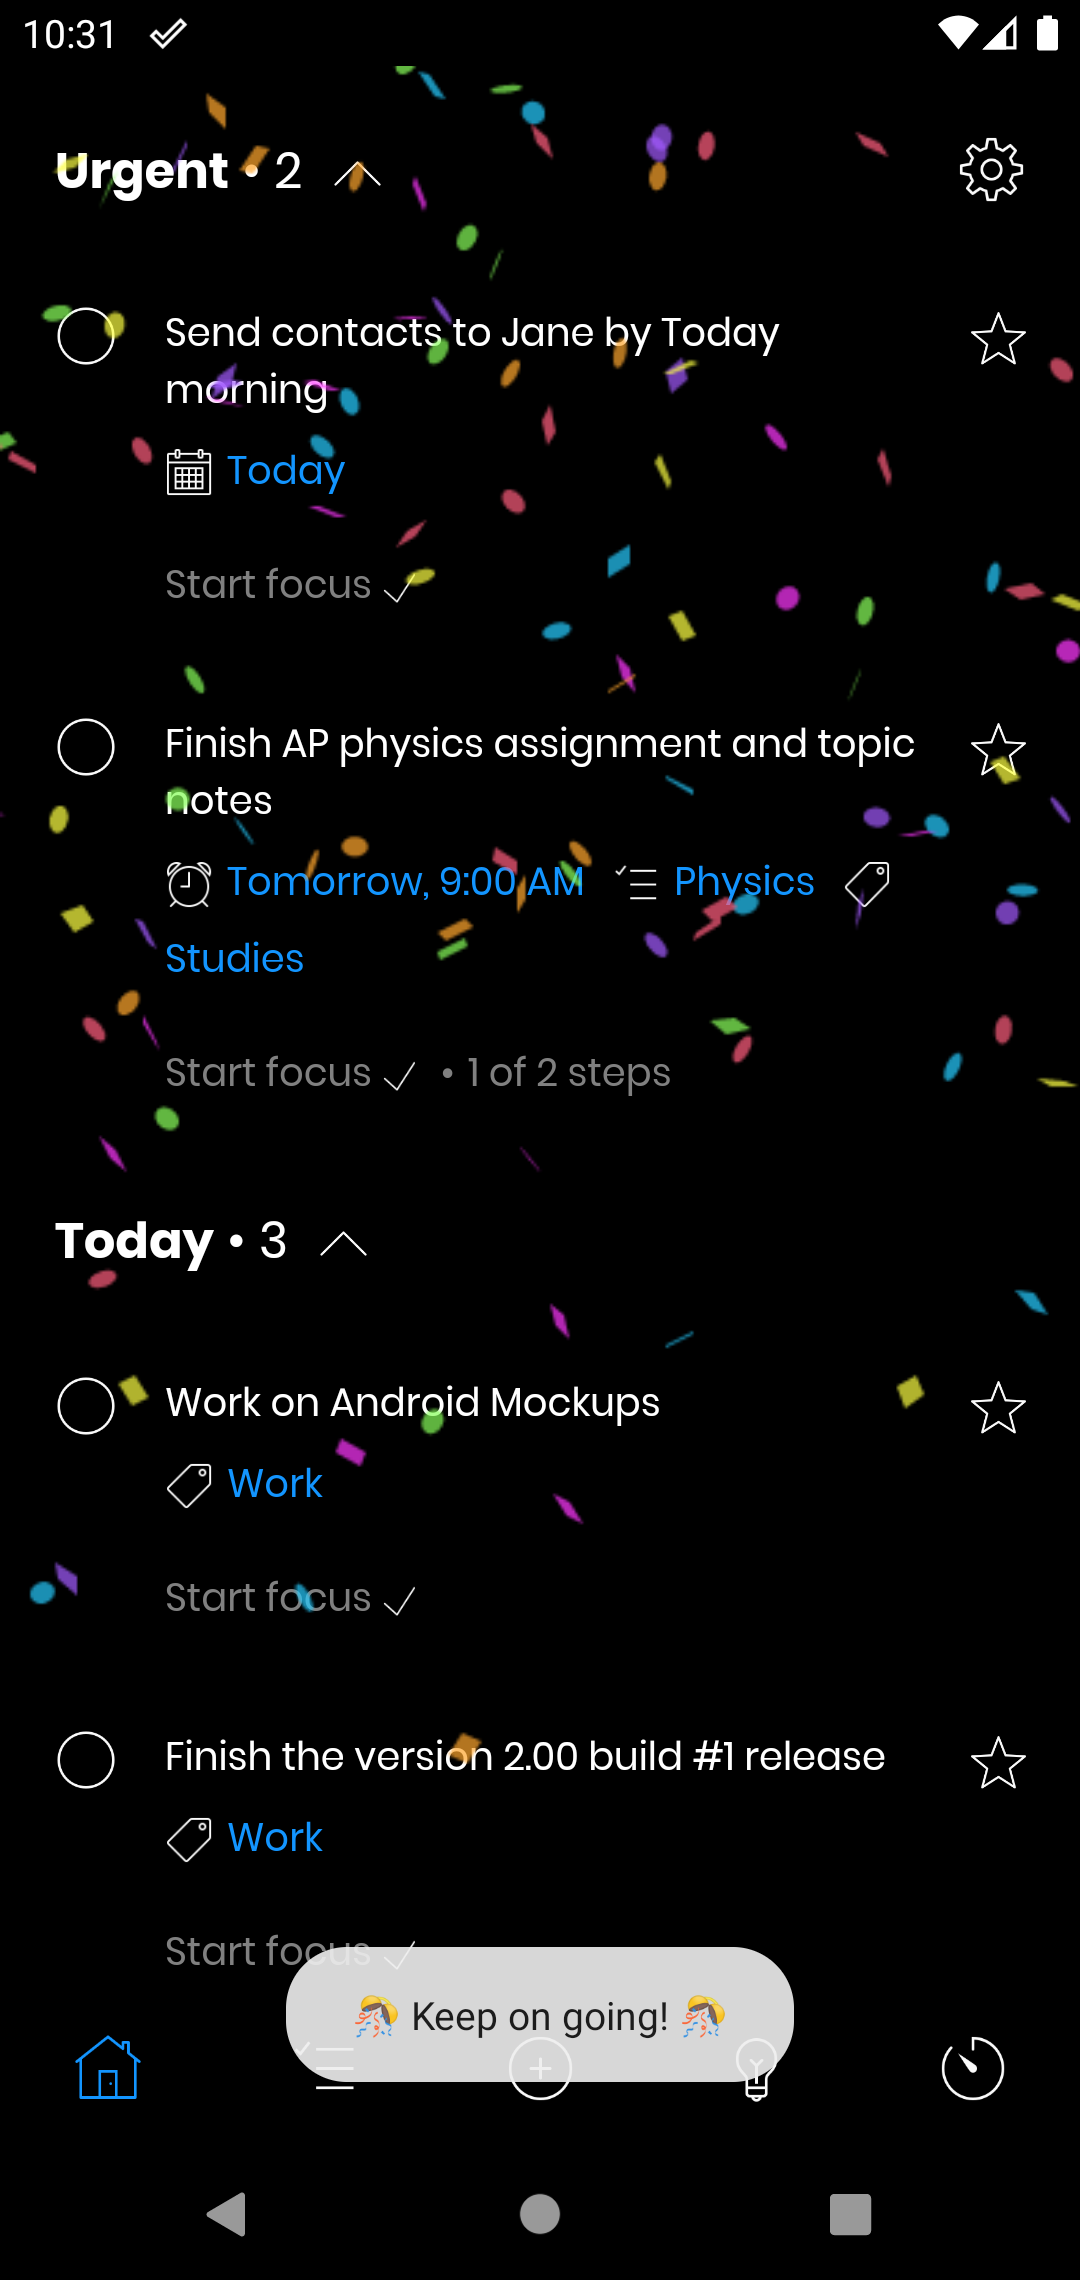 10:31
Urgent • 2
Send contacts to Jane by Today
morning
Today
Start focus
Finish AP physics assignment and topic
notes
Tomorrow, 9:00 AM Physics
Studies
Start focus • 1 of 2 steps
Today • 3
Work on Android Mockups
Work
Start focus
Finish the version 2.00 build #1 release
Work
Start focus
🎊 Keep on going! 🎊